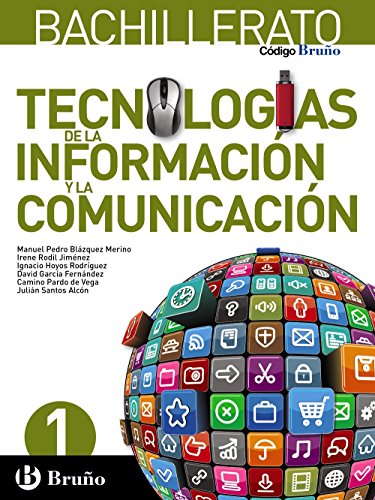 BACHILLERATO
Código Bruño
TECNOLOGÍAS
DE LA
INFORMACIÓN
Y LA
COMUNICACIÓN
Manuel Pedro Blázquez Merino
Irene Rodil Jiménez
Ignacio Hoyos Rodríguez
David García Fernández
Camino Pardo de Vega
Julián Santos Alcón
1
B Bruño